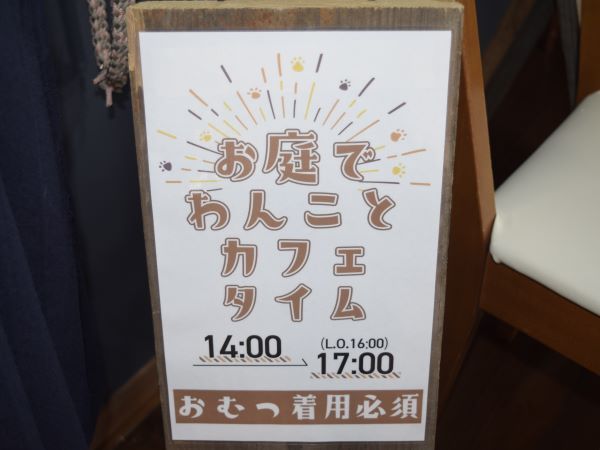 お庭で
わんこと
カフェ
タイム
14:00
(L.O.16:00)
17:00
おむつ着用必須